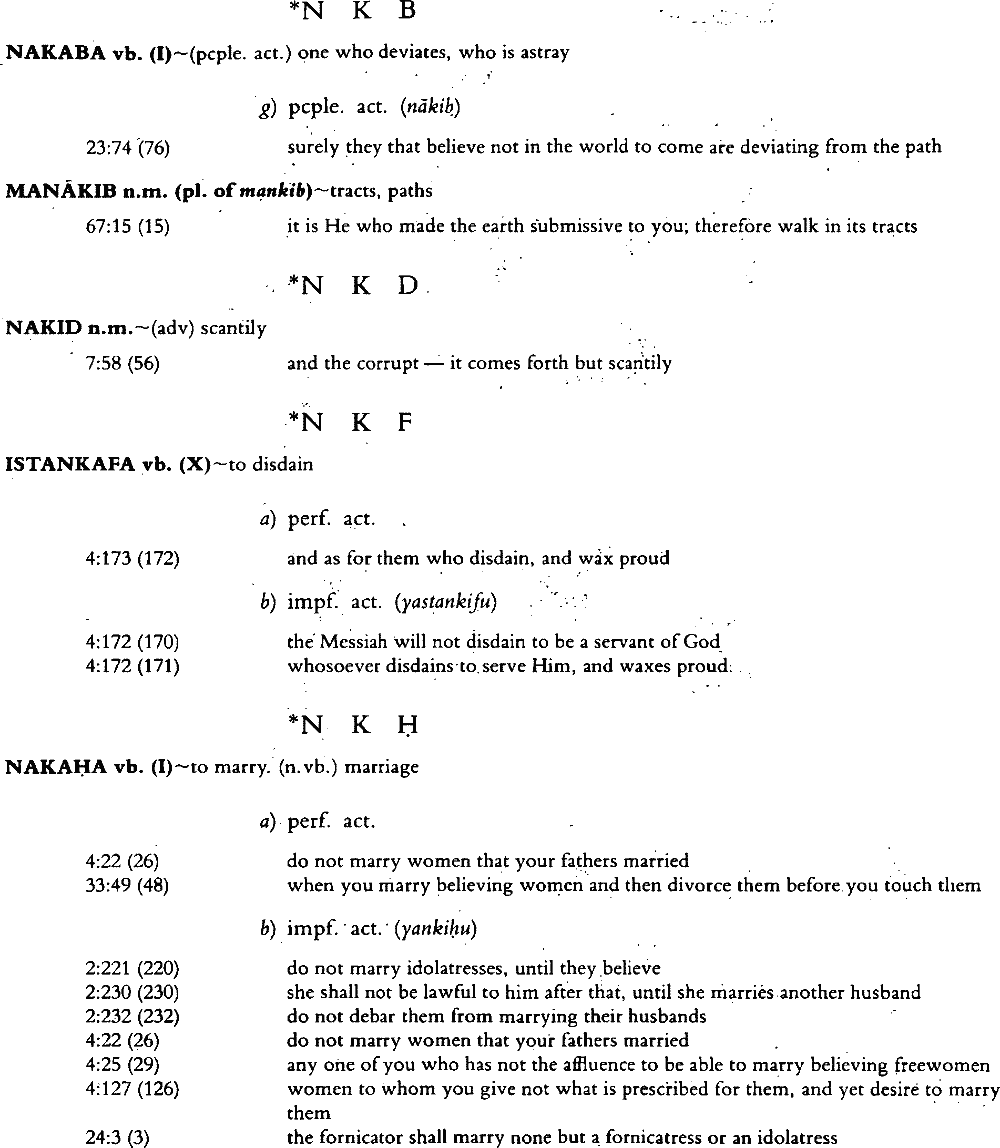 *N K B
NAKABA vb. (I)~(pcple. act.) one who deviates, who is astray
g) pcple. act. (nākib)
23:74 (76) surely they that believe not in the world to come are deviating from the path
MANĀKIB n.m. (pl. of mankib)~tracts, paths
67:15 (15) it is He who made the earth submissive to you; therefore walk in its tracts
*N K D
NAKID n.m.~(adv) scantily
7:58 (56) and the corrupt — it comes forth but scantily
*N K F
ISTANKAFA vb. (X)~to disdain
a) perf. act.
4:173 (172) and as for them who disdain, and wax proud
b) impf. act. (yastankifu)
4:172 (170) the Messiah will not disdain to be a servant of God
4:172 (171) whosoever disdains to serve Him, and waxes proud
*N K Ḥ
NAKAḤA vb. (I)~to marry. (n.vb.) marriage
a) perf. act.
4:22 (26) do not marry women that your fathers married
33:49 (48) when you marry believing women and then divorce them before you touch them
b) impf. act. (yankiḥu)
2:221 (220) do not marry idolatresses, until they believe
2:230 (230) she shall not be lawful to him after that, until she marries another husband
2:232 (232) do not debar them from marrying their husbands
4:22 (26) do not marry women that your fathers married
4:25 (29) any one of you who has not the affluence to be able to marry believing freewomen
4:127 (126) women to whom you give not what is prescribed for them, and yet desire to marry
them
24:3 (3) the fornicator shall marry none but a fornicatress or an idolatress